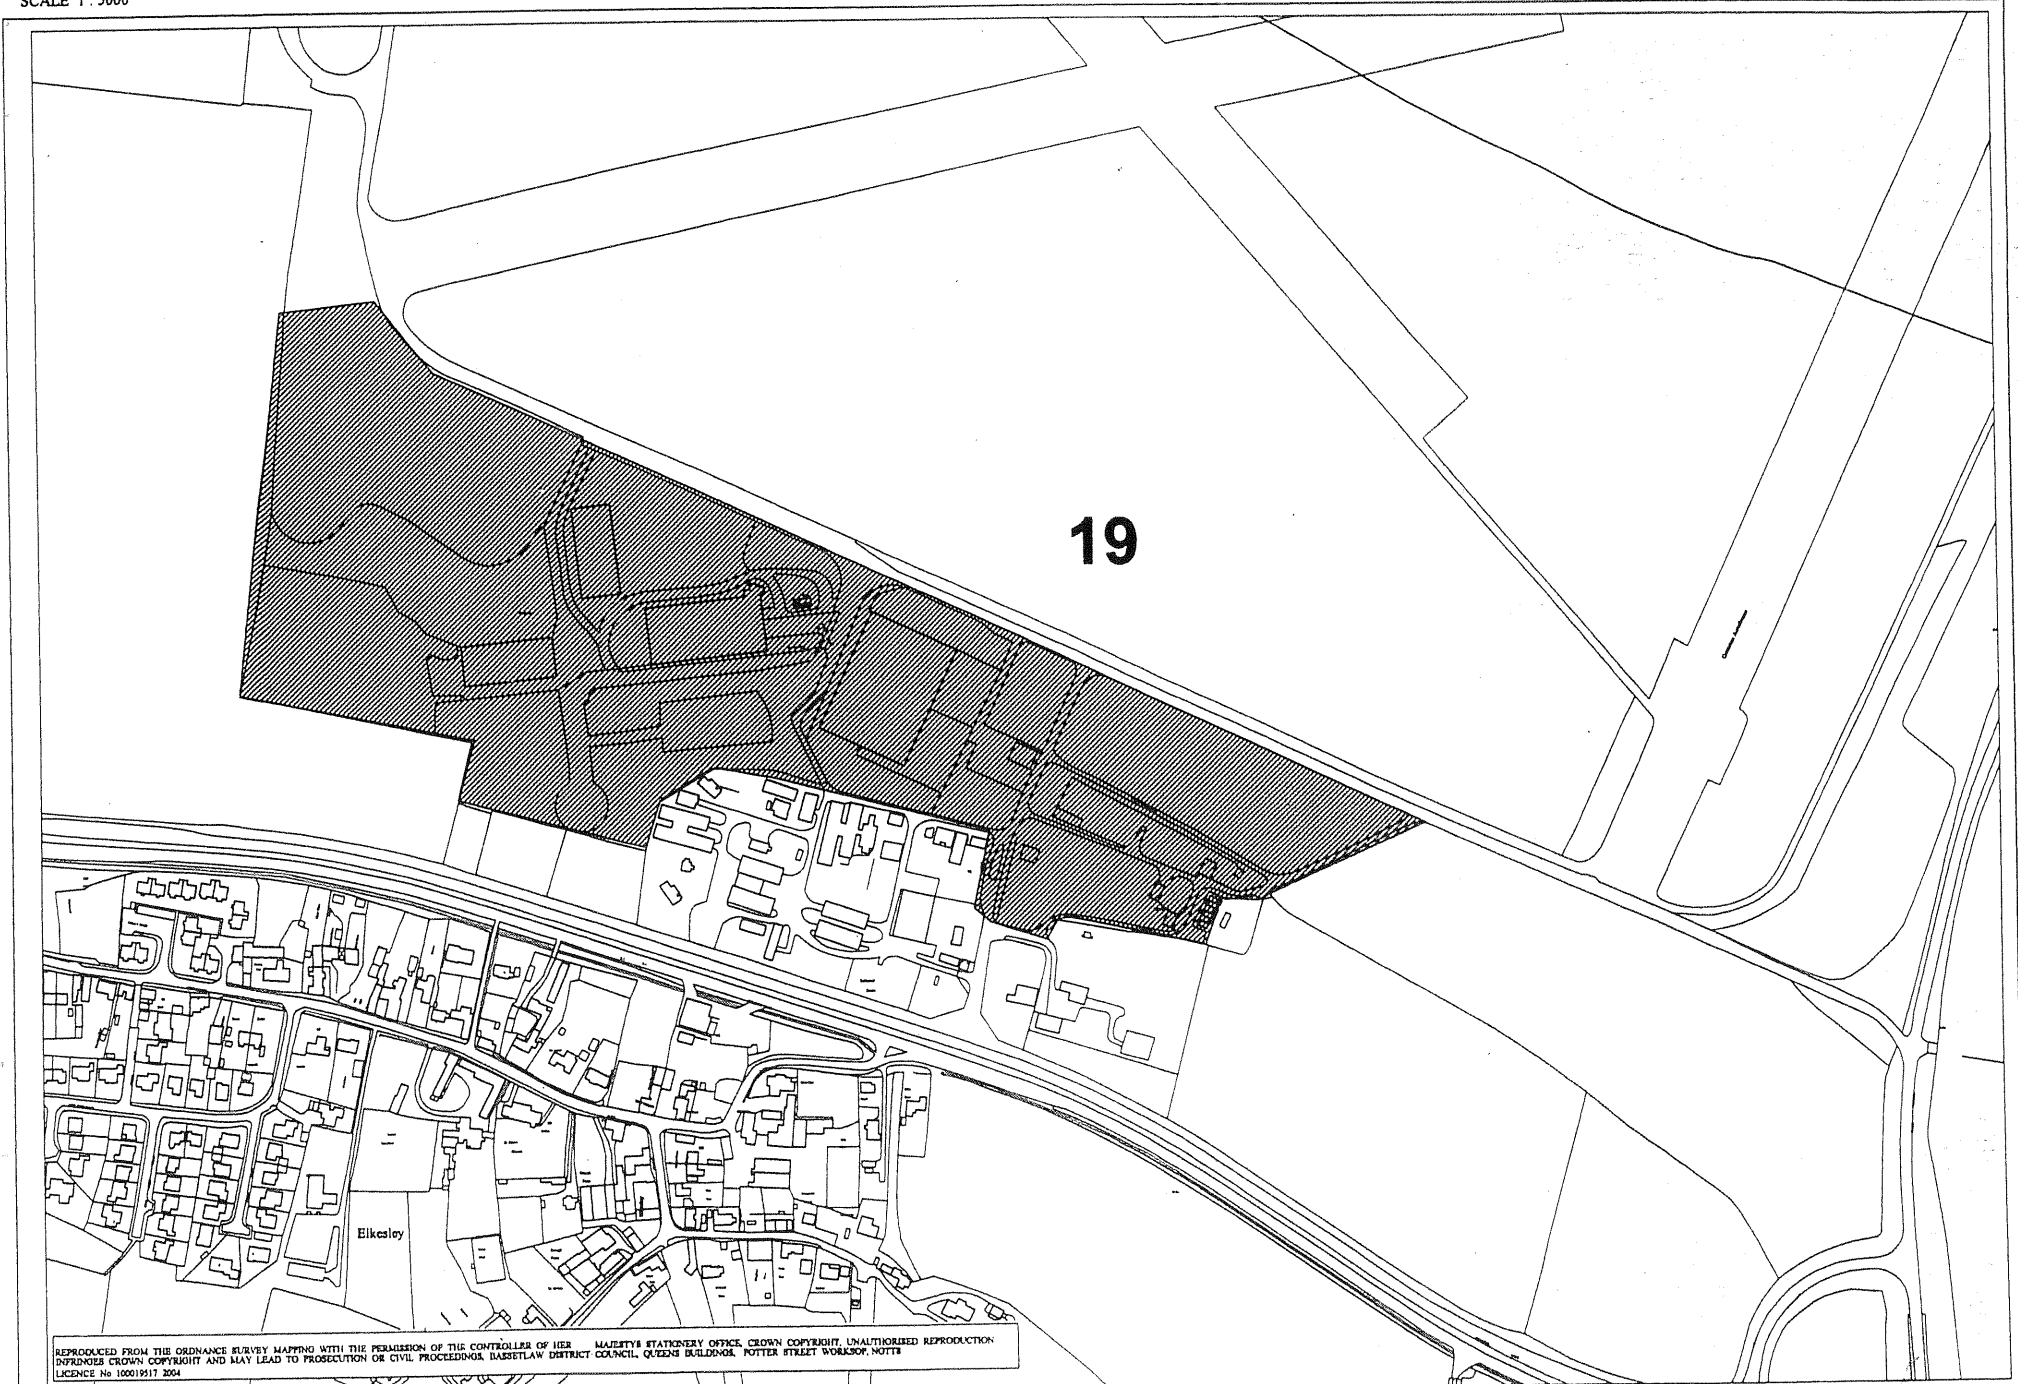 SCALE 1 : 5000
19
Elkesley
REPRODUCED FROM THE ORDNANCE SURVEY MAPPING WITH THE PERMISSION OF THE CONTROLLER OF HER MAJESTY'S STATIONERY OFFICE, CROWN COPYRIGHT, UNAUTHORISED REPRODUCTION
INFRINGES CROWN COPYRIGHT AND MAY LEAD TO PROSECUTION OR CIVIL PROCEEDINGS, BASSETLAW DISTRICT COUNCIL, QUEENS BUILDINGS, POTTER STREET WORKSOP, NOTTS
LICENCE No 100019517 2004